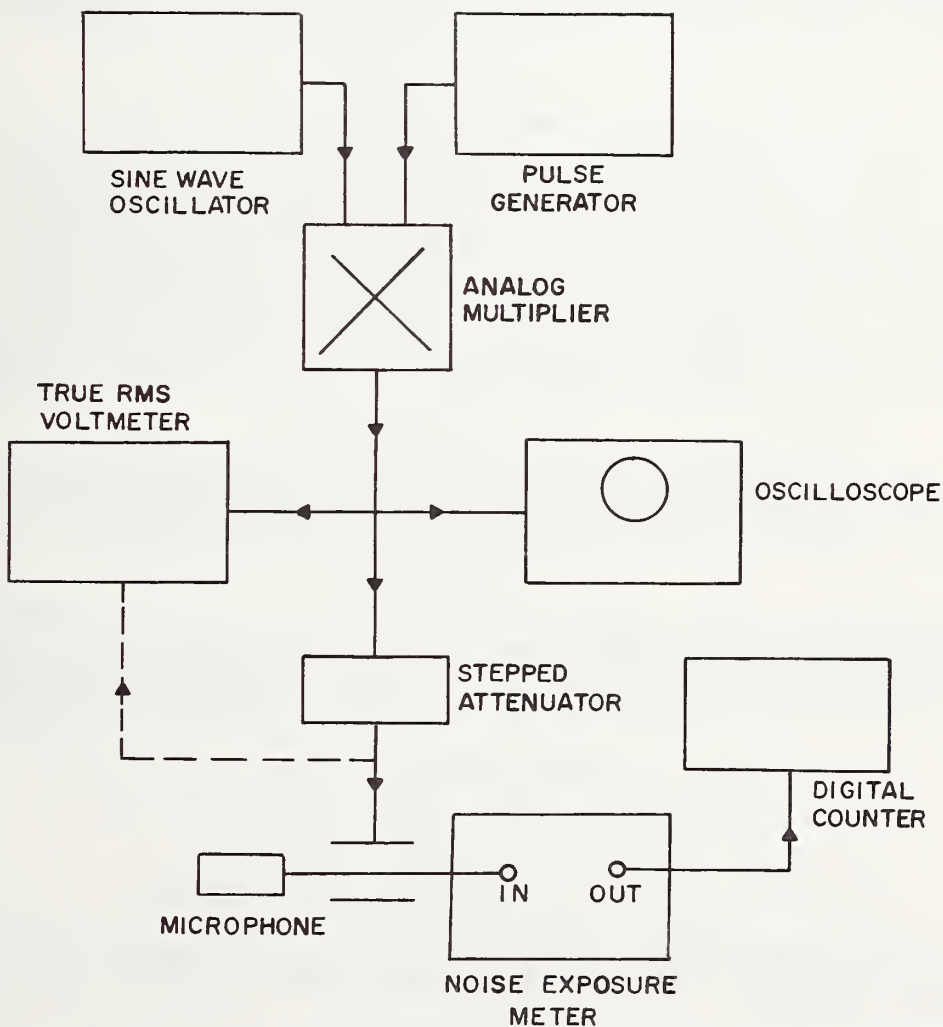 SINE WAVE
OSCILLATOR
PULSE
GENERATOR
ANALOG
MULTIPLIER
TRUE RMS
VOLTMETER
OSCILLOSCOPE
STEPPED
ATTENUATOR
DIGITAL
COUNTER
IN
OUT
MICROPHONE
NOISE EXPOSURE
METER